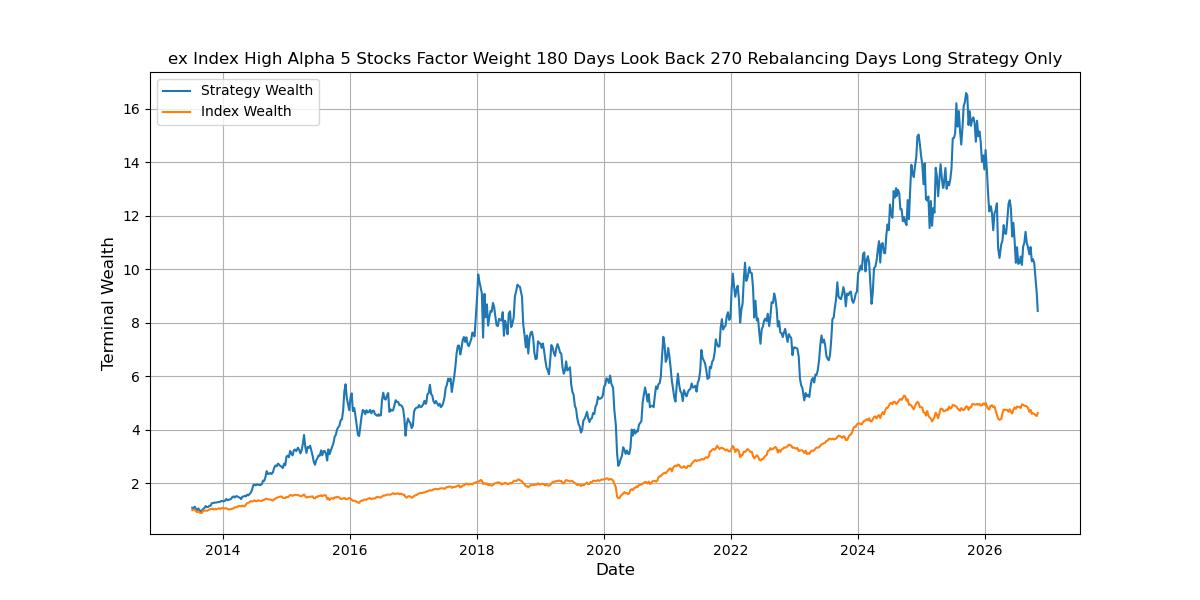 ex Index High Alpha 5 Stocks Factor Weight 180 Days Look Back 270 Rebalancing Days Long Strategy Only
Strategy Wealth
Index Wealth
Terminal Wealth
16
14
12
10
8
6
4
2
2014 2016 2018 2020 2022 2024 2026
Date